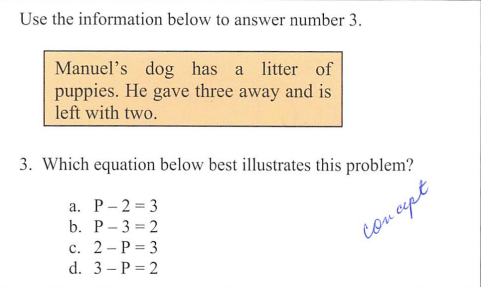 Use the information below to answer number 3.
Manuel's dog has a litter of
puppies. He gave three away and is
left with two.
3. Which equation below best illustrates this problem?
a. P – 2 = 3
b. P – 3 = 2
c. 2 – P = 3
d. 3 – P = 2
concept